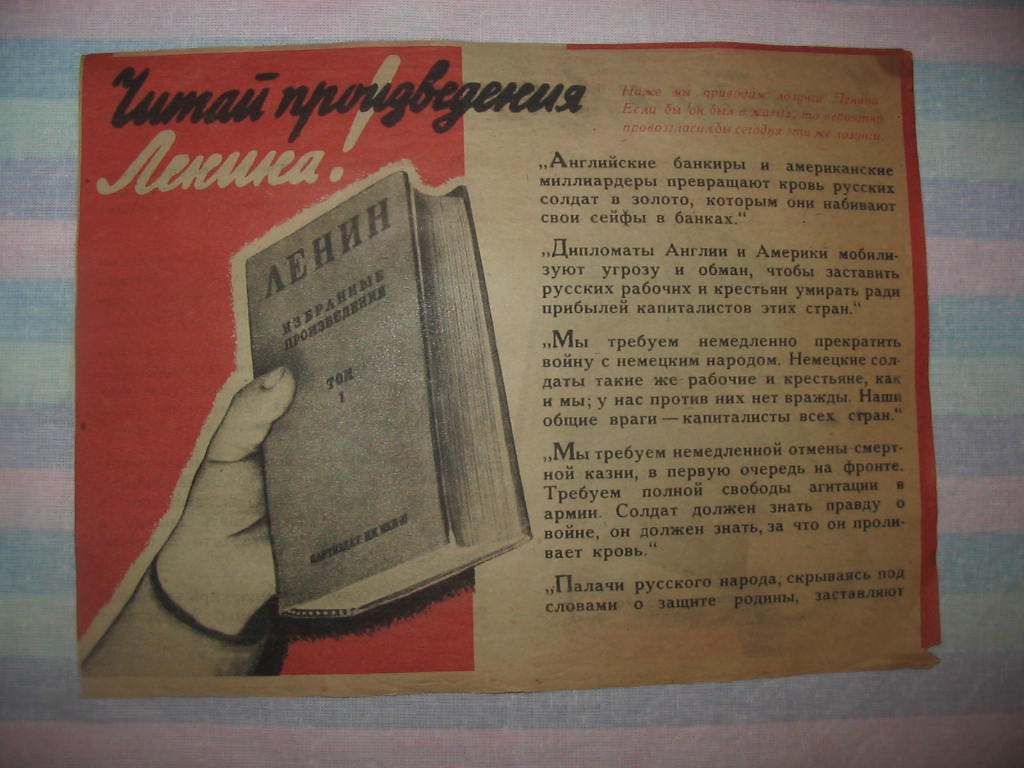 Читай произведения
Ленина!
ЛЕНИН
ИЗБРАННЫЕ
ПРОИЗВЕДЕНИЯ
ТОМ
1
ПАРТИЗДАТ ЦК ВКП(б)
Ниже мы приводим лозунги Ленина.
Если бы он был в живых, то вероятно
провозгласил бы сегодня эти же лозунги.
„Английские банкиры и американские
миллиардеры превращают кровь русских
солдат в золото, которым они набивают
свои сейфы в банках.“
„Дипломаты Англии и Америки мобили-
зуют угрозу и обман, чтобы заставить
русских рабочих и крестьян умирать ради
прибылей капиталистов этих стран.“
„Мы требуем немедленно прекратить
войну с немецким народом. Немецкие сол-
даты такие же рабочие и крестьяне, как
и мы; у нас против них нет вражды. Наши
общие враги — капиталисты всех стран.“
„Мы требуем немедленной отмены смерт-
ной казни, в первую очередь на фронте.
Требуем полной свободы агитации в
армии. Солдат должен знать правду о
войне, он должен знать, за что он проли-
вает кровь.“
„Палачи русского народа, скрываясь под
словами о защите родины, заставляют